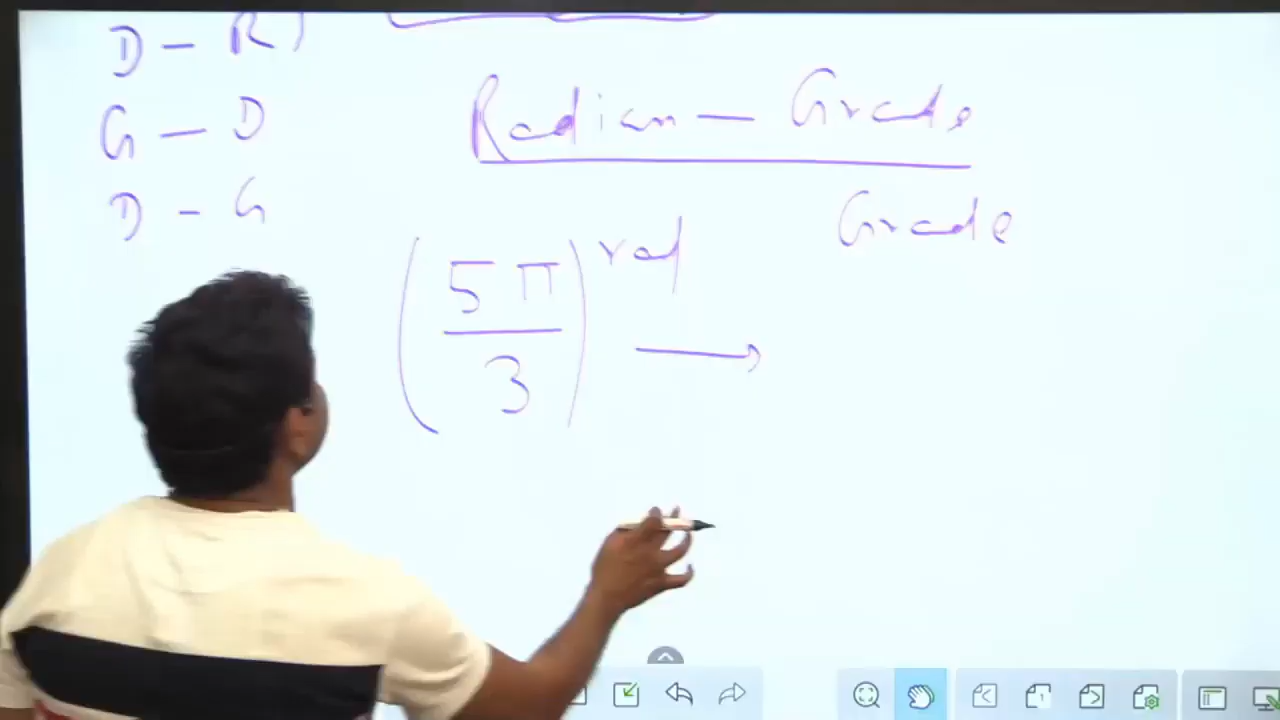 D - R)
G - D
D - G
Radian - Grade
Grade
(5π/3)^rad →